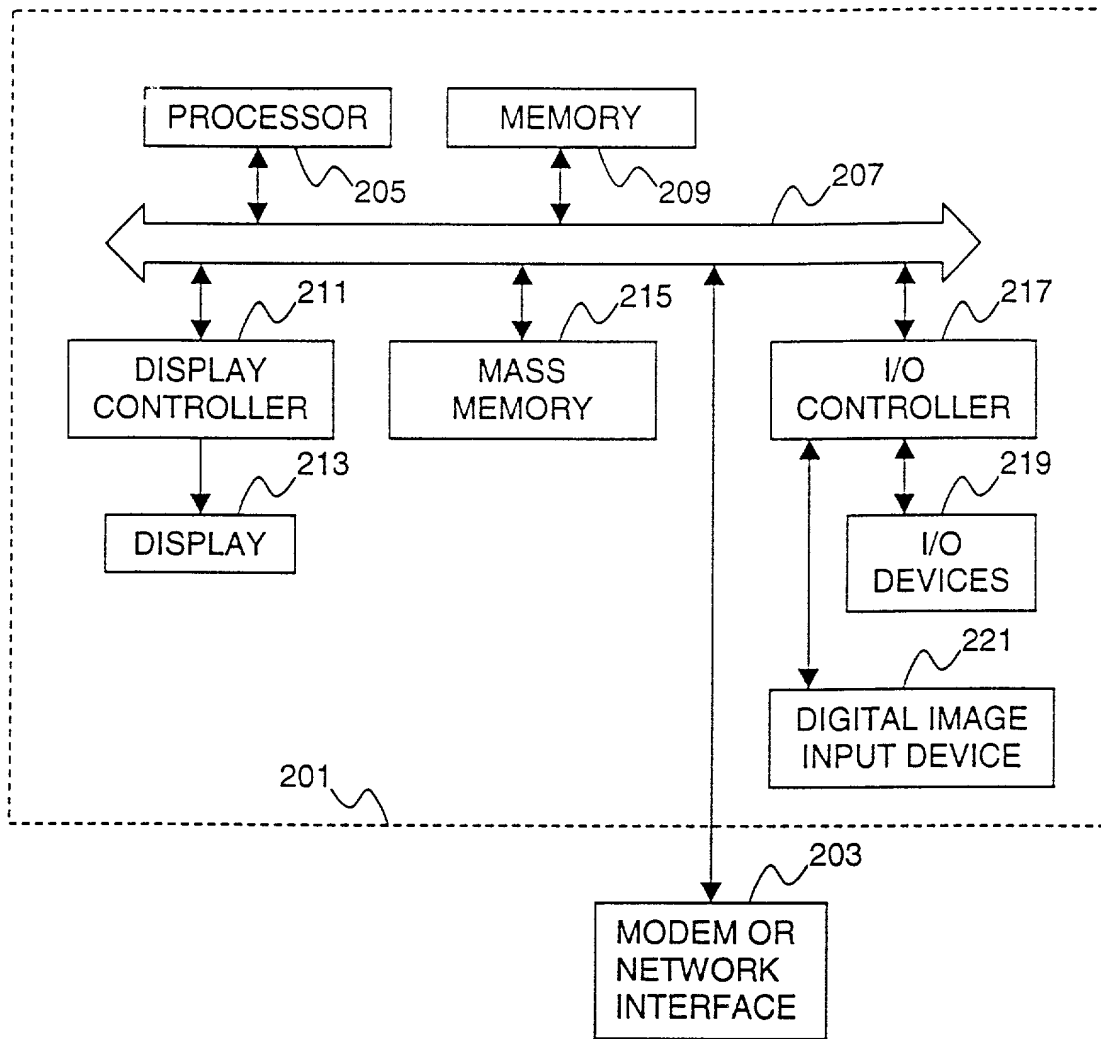 PROCESSOR
MEMORY
205
209
207
211
215
217
DISPLAY
CONTROLLER
MASS
MEMORY
I/O
CONTROLLER
213
219
DISPLAY
I/O
DEVICES
221
DIGITAL IMAGE
INPUT DEVICE
201
203
MODEM OR
NETWORK
INTERFACE